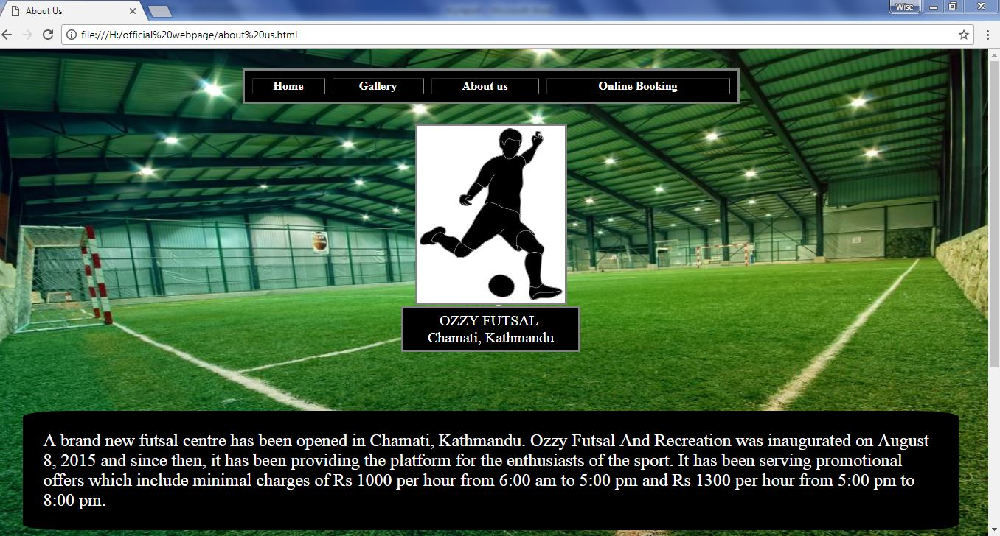 About Us
Wise
file:///H:/official%20webpage/about%20us.html
Home Gallery About us Online Booking
OZZY FUTSAL
Chamati, Kathmandu
A brand new futsal centre has been opened in Chamati, Kathmandu. Ozzy Futsal And Recreation was inaugurated on August
8, 2015 and since then, it has been providing the platform for the enthusiasts of the sport. It has been serving promotional
offers which include minimal charges of Rs 1000 per hour from 6:00 am to 5:00 pm and Rs 1300 per hour from 5:00 pm to
8:00 pm.